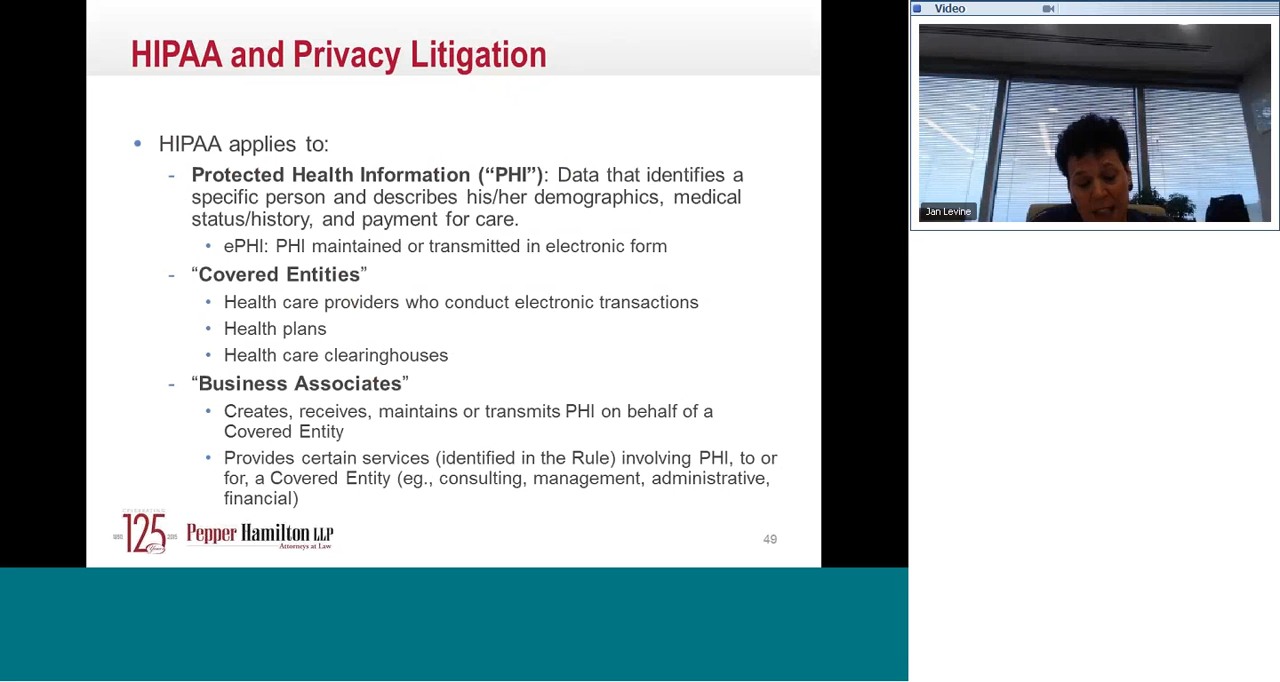 HIPAA and Privacy Litigation
• HIPAA applies to:
- Protected Health Information (“PHI”): Data that identifies a
specific person and describes his/her demographics, medical
status/history, and payment for care.
• ePHI: PHI maintained or transmitted in electronic form
- “Covered Entities”
• Health care providers who conduct electronic transactions
• Health plans
• Health care clearinghouses
- “Business Associates”
• Creates, receives, maintains or transmits PHI on behalf of a
Covered Entity
• Provides certain services (identified in the Rule) involving PHI, to or
for, a Covered Entity (eg., consulting, management, administrative,
financial)
CELEBRATING
1890 125 2015
Years
Pepper Hamilton LLP
Attorneys at Law
49
Video
Jan Levine